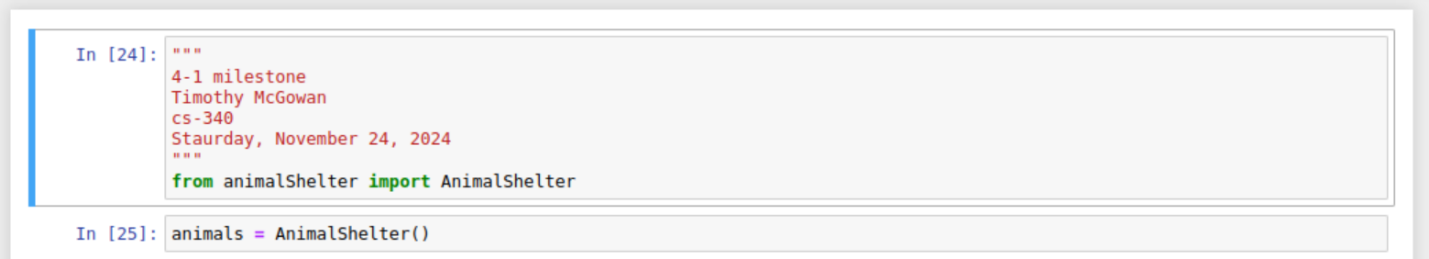 In [24]: """
4-1 milestone
Timothy McGowan
cs-340
Staurday, November 24, 2024
"""
from animalShelter import AnimalShelter
In [25]: animals = AnimalShelter()